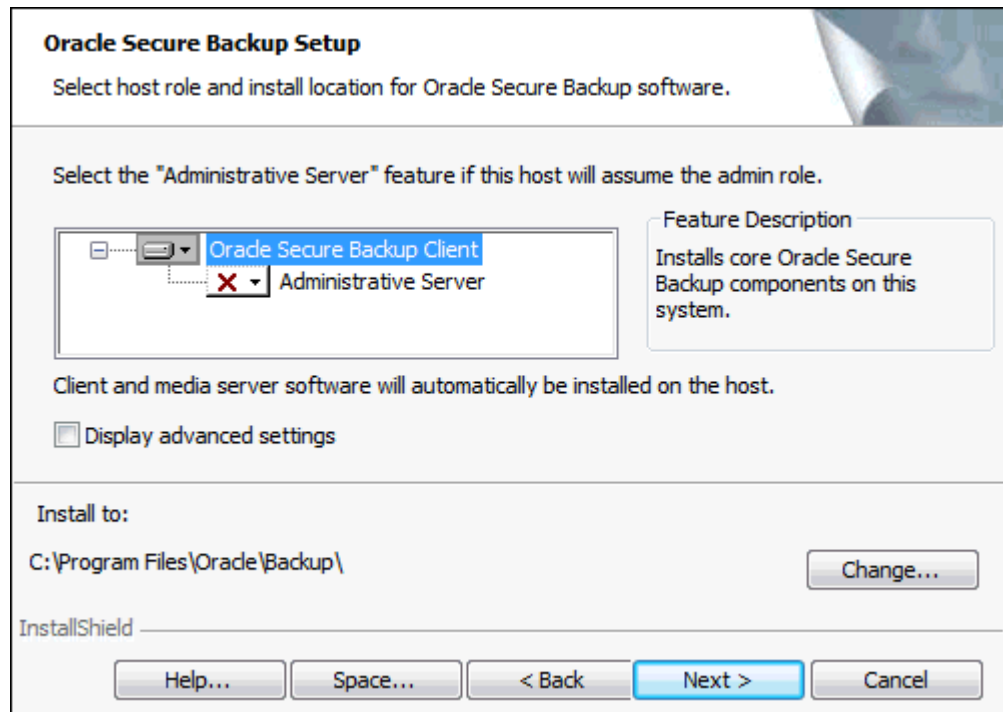 Oracle Secure Backup Setup
Select host role and install location for Oracle Secure Backup software.
Select the "Administrative Server" feature if this host will assume the admin role.
Oracle Secure Backup Client
Administrative Server
Feature Description
Installs core Oracle Secure
Backup components on this
system.
Client and media server software will automatically be installed on the host.
Display advanced settings
Install to:
C:\Program Files\Oracle\Backup\
Change...
InstallShield
Help...
Space...
< Back
Next >
Cancel